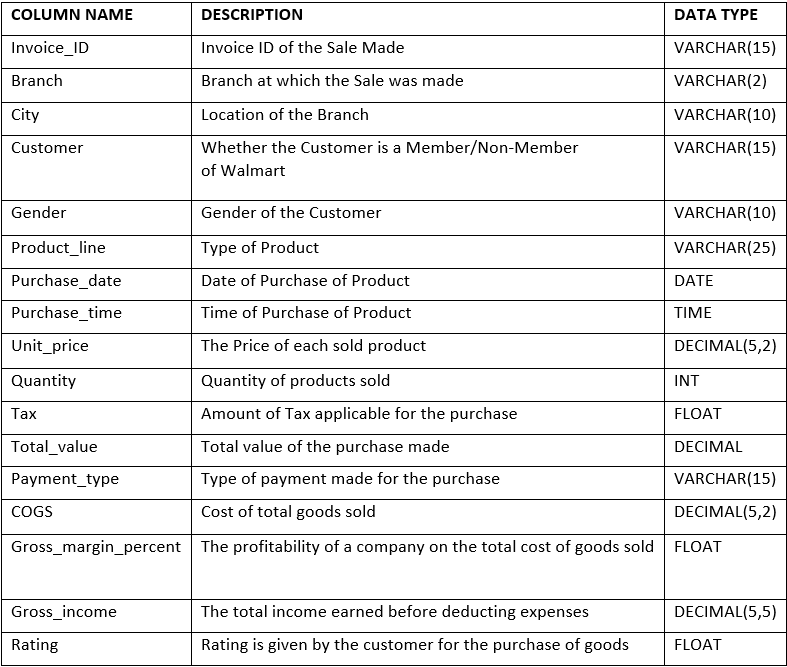 COLUMN NAME DESCRIPTION DATA TYPE
Invoice_ID Invoice ID of the Sale Made VARCHAR(15)
Branch Branch at which the Sale was made VARCHAR(2)
City Location of the Branch VARCHAR(10)
Customer Whether the Customer is a Member/Non-Member VARCHAR(15)
of Walmart
Gender Gender of the Customer VARCHAR(10)
Product_line Type of Product VARCHAR(25)
Purchase_date Date of Purchase of Product DATE
Purchase_time Time of Purchase of Product TIME
Unit_price The Price of each sold product DECIMAL(5,2)
Quantity Quantity of products sold INT
Tax Amount of Tax applicable for the purchase FLOAT
Total_value Total value of the purchase made DECIMAL
Payment_type Type of payment made for the purchase VARCHAR(15)
COGS Cost of total goods sold DECIMAL(5,2)
Gross_margin_percent The profitability of a company on the total cost of goods sold FLOAT
Gross_income The total income earned before deducting expenses DECIMAL(5,5)
Rating Rating is given by the customer for the purchase of goods FLOAT